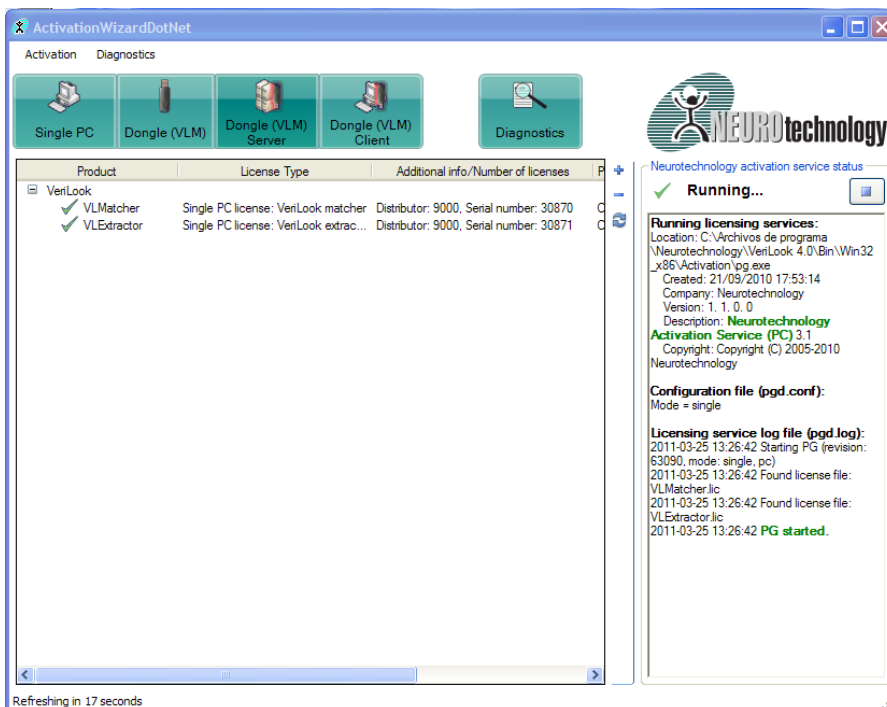 ActivationWizardDotNet
Activation Diagnostics
Single PC
Dongle (VLM)
Dongle (VLM)
Server
Dongle (VLM)
Client
Diagnostics
NEUROtechnology
Product License Type Additional info/Number of licenses P
VeriLook
VLMatcher Single PC license: VeriLook matcher Distributor: 9000, Serial number: 30870 C
VLExtractor Single PC license: VeriLook extrac... Distributor: 9000, Serial number: 30871 C
Neurotechnology activation service status
Running...
Running licensing services:
Location: C:\Archivos de programa
\Neurotechnology\VeriLook 4.0\Bin\Win32
_x86\Activation\pg.exe
Created: 21/09/2010 17:53:14
Company: Neurotechnology
Version: 1. 1. 0. 0
Description: Neurotechnology
Activation Service (PC) 3.1
Copyright: Copyright (C) 2005-2010
Neurotechnology
Configuration file (pgd.conf):
Mode = single
Licensing service log file (pgd.log):
2011-03-25 13:26:42 Starting PG (revision:
63090, mode: single, pc)
2011-03-25 13:26:42 Found license file:
VLMatcher.lic
2011-03-25 13:26:42 Found license file:
VLExtractor.lic
2011-03-25 13:26:42 PG started.
Refreshing in 17 seconds